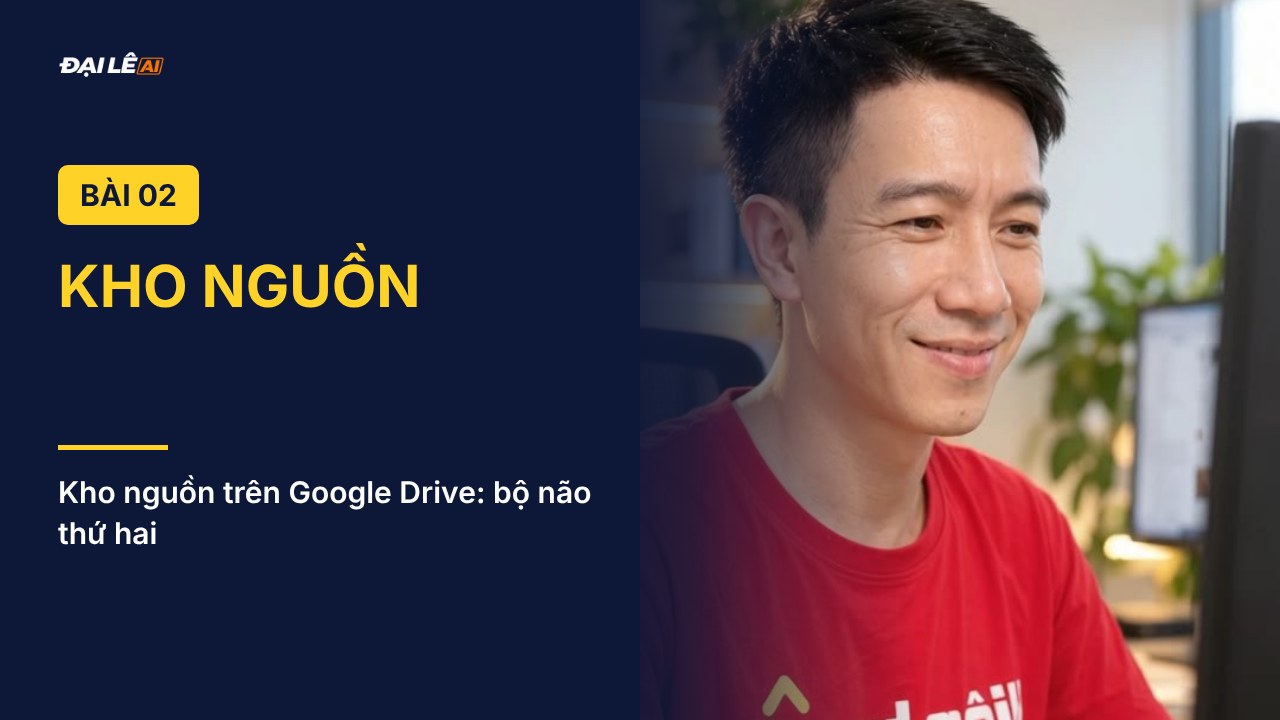 ĐẠI LÊ AI
BÀI 02
KHO NGUỒN
Kho nguồn trên Google Drive: bộ não
thứ hai